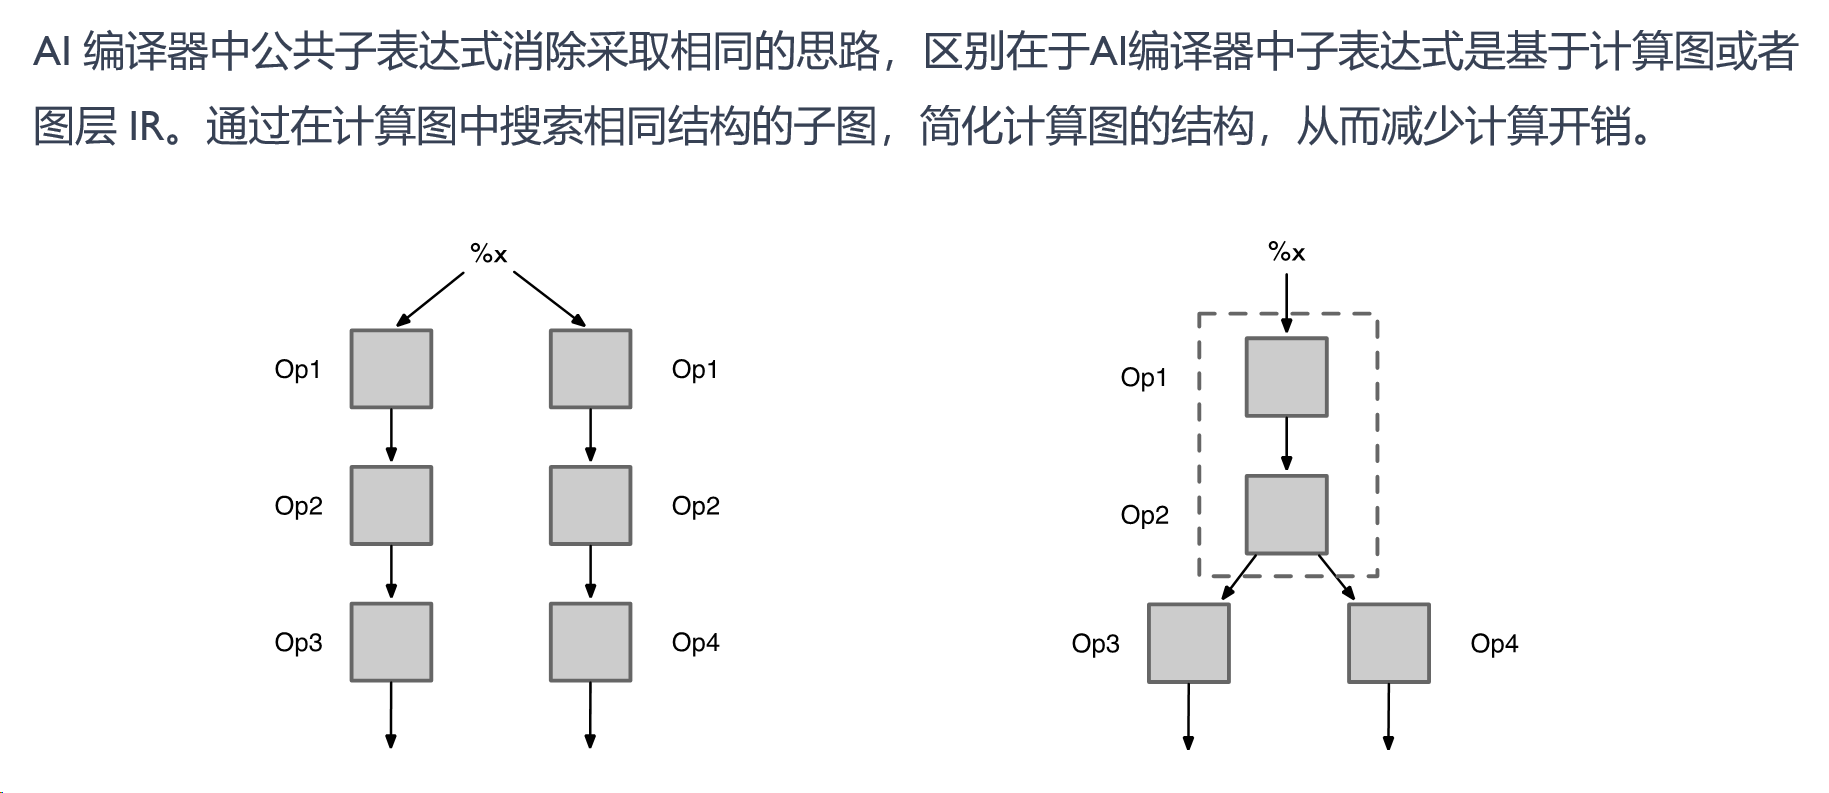 AI 编译器中公共子表达式消除采取相同的思路，区别在于AI编译器中子表达式是基于计算图或者
图层 IR。通过在计算图中搜索相同结构的子图，简化计算图的结构，从而减少计算开销。
%x
%x
Op1
Op1
Op1
Op2
Op2
Op2
Op3
Op4
Op3
Op4